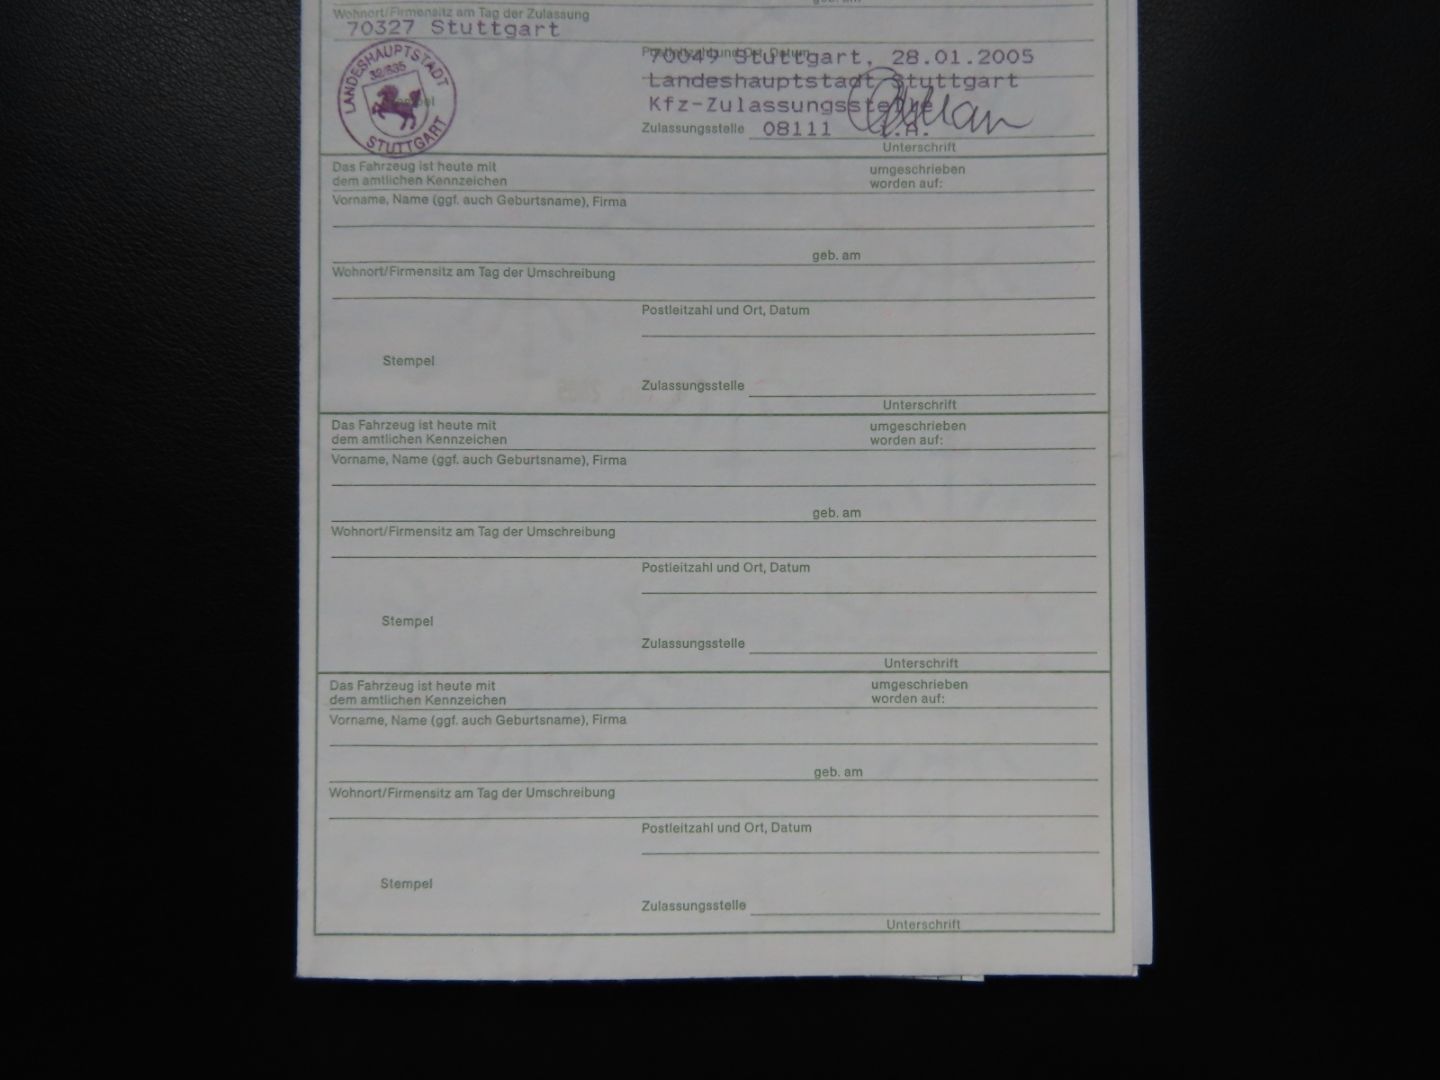 geb. am
Wohnort/Firmensitz am Tag der Zulassung
70327 Stuttgart
LANDESHAUPTSTADT
32/835
STUTTGART
Postleitzahl und Ort, Datum
70049 Stuttgart, 28.01.2005
Landeshauptstadt Stuttgart
Kfz-Zulassungsstelle
Zulassungsstelle 08111 I.A.
Unterschrift
Das Fahrzeug ist heute mit
dem amtlichen Kennzeichen
umgeschrieben
worden auf:
Vorname, Name (ggf. auch Geburtsname), Firma
geb. am
Wohnort/Firmensitz am Tag der Umschreibung
Postleitzahl und Ort, Datum
Stempel
Zulassungsstelle
Unterschrift
Das Fahrzeug ist heute mit
dem amtlichen Kennzeichen
umgeschrieben
worden auf:
Vorname, Name (ggf. auch Geburtsname), Firma
geb. am
Wohnort/Firmensitz am Tag der Umschreibung
Postleitzahl und Ort, Datum
Stempel
Zulassungsstelle
Unterschrift
Das Fahrzeug ist heute mit
dem amtlichen Kennzeichen
umgeschrieben
worden auf:
Vorname, Name (ggf. auch Geburtsname), Firma
geb. am
Wohnort/Firmensitz am Tag der Umschreibung
Postleitzahl und Ort, Datum
Stempel
Zulassungsstelle
Unterschrift